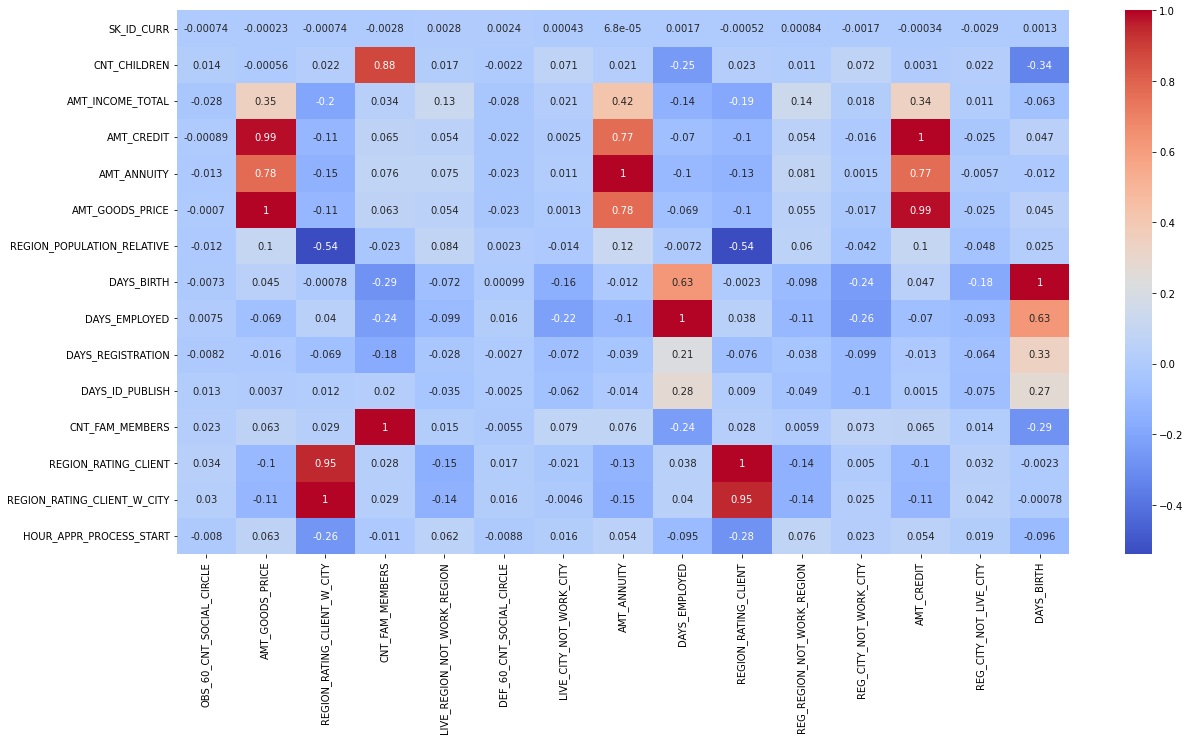 SK_ID_CURR -0.00074 -0.00023 -0.00074 -0.0028 0.0028 0.0024 0.00043 6.8e-05 0.0017 -0.00052 0.00084 -0.0017 -0.00034 -0.0029 0.0013
CNT_CHILDREN 0.014 -0.00056 0.022 0.88 0.017 -0.0022 0.071 0.021 -0.25 0.023 0.011 0.072 0.0031 0.022 -0.34
AMT_INCOME_TOTAL -0.028 0.35 -0.2 0.034 0.13 -0.028 0.021 0.42 -0.14 -0.19 0.14 0.018 0.34 0.011 -0.063
AMT_CREDIT -0.00089 0.99 -0.11 0.065 0.054 -0.022 0.0025 0.77 -0.07 -0.1 0.054 -0.016 1 -0.025 0.047
AMT_ANNUITY -0.013 0.78 -0.15 0.076 0.075 -0.023 0.011 1 -0.1 -0.13 0.081 0.0015 0.77 -0.0057 -0.012
AMT_GOODS_PRICE -0.0007 1 -0.11 0.063 0.054 -0.023 0.0013 0.78 -0.069 -0.1 0.055 -0.017 0.99 -0.025 0.045
REGION_POPULATION_RELATIVE -0.012 0.1 -0.54 -0.023 0.084 0.0023 -0.014 0.12 -0.0072 -0.54 0.06 -0.042 0.1 -0.048 0.025
DAYS_BIRTH -0.0073 0.045 -0.00078 -0.29 -0.072 0.00099 -0.16 -0.012 0.63 -0.0023 -0.098 -0.24 0.047 -0.18 1
DAYS_EMPLOYED 0.0075 -0.069 0.04 -0.24 -0.099 0.016 -0.22 -0.1 1 0.038 -0.11 -0.26 -0.07 -0.093 0.63
DAYS_REGISTRATION -0.0082 -0.016 -0.069 -0.18 -0.028 -0.0027 -0.072 -0.039 0.21 -0.076 -0.038 -0.099 -0.013 -0.064 0.33
DAYS_ID_PUBLISH 0.013 0.0037 0.012 0.02 -0.035 -0.0025 -0.062 -0.014 0.28 0.009 -0.049 -0.1 0.0015 -0.075 0.27
CNT_FAM_MEMBERS 0.023 0.063 0.029 1 0.015 -0.0055 0.079 0.076 -0.24 0.028 0.0059 0.073 0.065 0.014 -0.29
REGION_RATING_CLIENT 0.034 -0.1 0.95 0.028 -0.15 0.017 -0.021 -0.13 0.038 1 -0.14 0.005 -0.1 0.032 -0.0023
REGION_RATING_CLIENT_W_CITY 0.03 -0.11 1 0.029 -0.14 0.016 -0.0046 -0.15 0.04 0.95 -0.14 0.025 -0.11 0.042 -0.00078
HOUR_APPR_PROCESS_START -0.008 0.063 -0.26 -0.011 0.062 -0.0088 0.016 0.054 -0.095 -0.28 0.076 0.023 0.054 0.019 -0.096
OBS_60_CNT_SOCIAL_CIRCLE
AMT_GOODS_PRICE
REGION_RATING_CLIENT_W_CITY
CNT_FAM_MEMBERS
LIVE_REGION_NOT_WORK_REGION
DEF_60_CNT_SOCIAL_CIRCLE
LIVE_CITY_NOT_WORK_CITY
AMT_ANNUITY
DAYS_EMPLOYED
REGION_RATING_CLIENT
REG_REGION_NOT_WORK_REGION
REG_CITY_NOT_WORK_CITY
AMT_CREDIT
REG_CITY_NOT_LIVE_CITY
DAYS_BIRTH
1.0
0.8
0.6
0.4
0.2
0.0
−0.2
−0.4